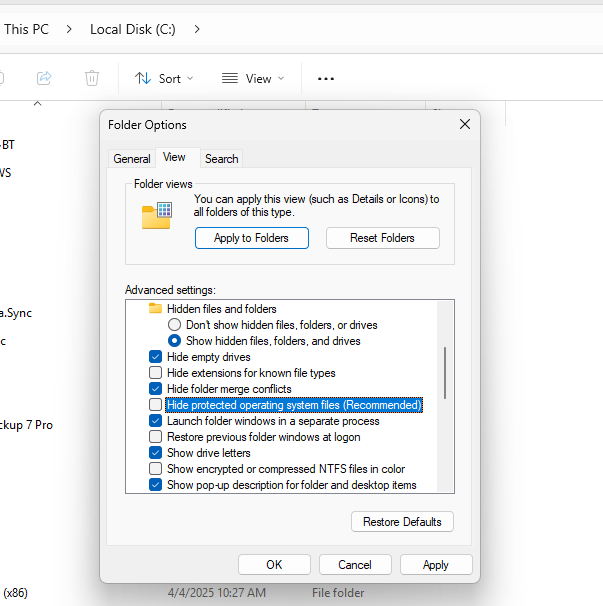 This PC > Local Disk (C:) >
Sort View ...
-BT
Folder Options
General View Search
Folder views
You can apply this view (such as Details or Icons) to
all folders of this type.
Apply to Folders Reset Folders
Advanced settings:
Hidden files and folders
Don't show hidden files, folders, or drives
a.Sync
Show hidden files, folders, and drives
Hide empty drives
Hide extensions for known file types
Hide folder merge conflicts
Hide protected operating system files (Recommended)
ckup 7 Pro
Launch folder windows in a separate process
Restore previous folder windows at logon
Show drive letters
Show encrypted or compressed NTFS files in color
Show pop-up description for folder and desktop items
Restore Defaults
OK Cancel Apply
(x86) 4/4/2025 10:27 AM File folder